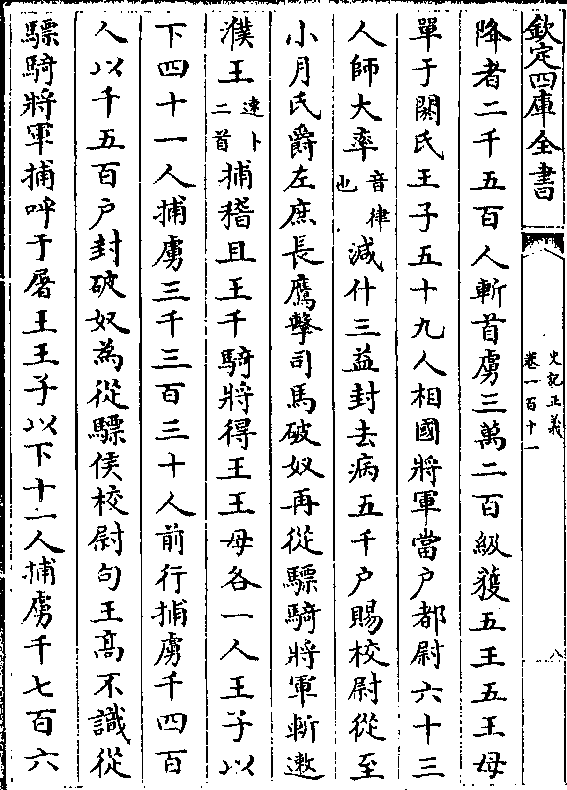 欽定四庫全書
史記正義
卷一百十一
八
降者二千五百人斬首虜三萬二百級獲五王五王母
單于閼氏王子五十九人相國將軍當户都尉六十三
人師大率音律也減什三益封去病五千户賜校尉從至
小月氏爵左庶長鷹擊司馬破奴再從驃騎將軍斬遬
濮王速卜二音捕稽且王千騎將得王王母各一人王子以
下四十一人捕虜三千三百三十人前行捕虜千四百
人以千五百户封破奴為從驃侯校尉句王高不識從
驃騎將軍捕呼于屠王王子以下十一人捕虜千七百六